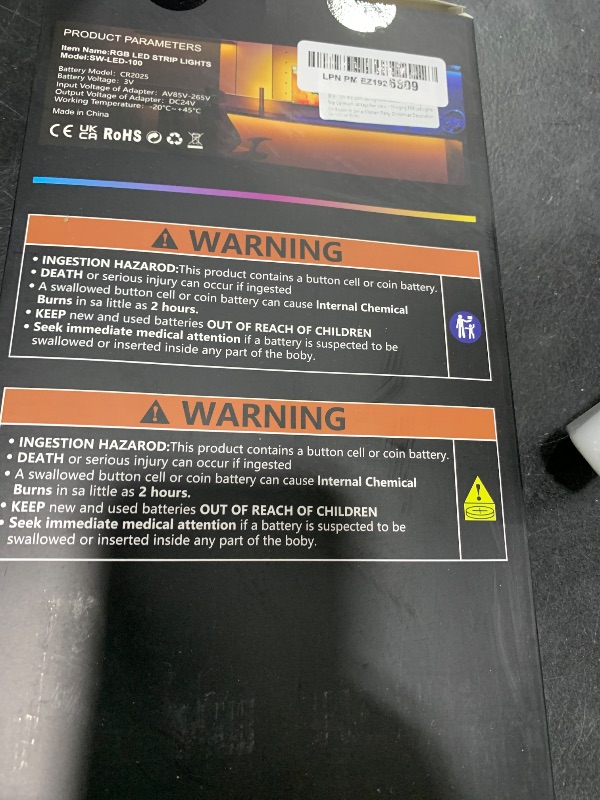 PRODUCT PARAMETERS
Item Name:RGB LED STRIP LIGHTS
Model:SW-LED-100
Battery Model: CR2025
Battery Voltage: 3V
Input Voltage of Adapter: AV85V-265V
Output Voltage of Adapter: DC24V
Working Temperature: -20°C~+45°C
Made in China
CE UK CA RoHS
LPN PM EZ192 6309
WARNING
• INGESTION HAZAROD:This product contains a button cell or coin battery.
• DEATH or serious injury can occur if ingested
• A swallowed button cell or coin battery can cause Internal Chemical
Burns in sa little as 2 hours.
• KEEP new and used batteries OUT OF REACH OF CHILDREN
• Seek immediate medical attention if a battery is suspected to be
swallowed or inserted inside any part of the boby.
WARNING
• INGESTION HAZAROD:This product contains a button cell or coin battery.
• DEATH or serious injury can occur if ingested
• A swallowed button cell or coin battery can cause Internal Chemical
Burns in sa little as 2 hours.
• KEEP new and used batteries OUT OF REACH OF CHILDREN
• Seek immediate medical attention if a battery is suspected to be
swallowed or inserted inside any part of the boby.